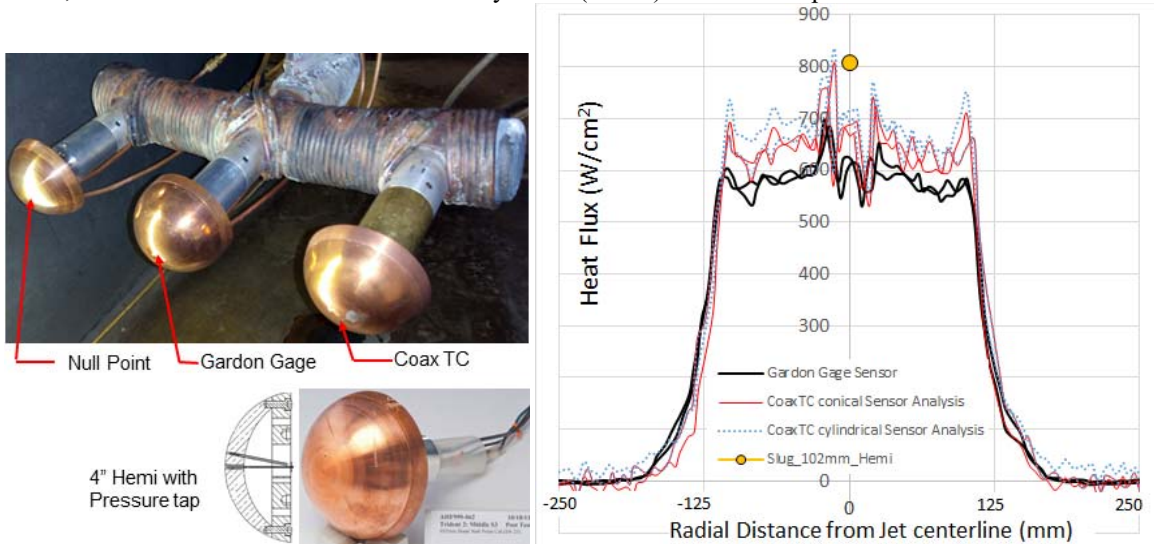 Null Point
Gardon Gage
Coax TC
4" Hemi with
Pressure tap
Heat Flux (W/cm²)
900
800
700
600
500
400
300
0
-250
-125
0
125
250
Gardon Gage Sensor
CoaxTC conical Sensor Analysis
CoaxTC cylindrical Sensor Analysis
Slug_102mm_Hemi
Radial Distance from Jet centerline (mm)